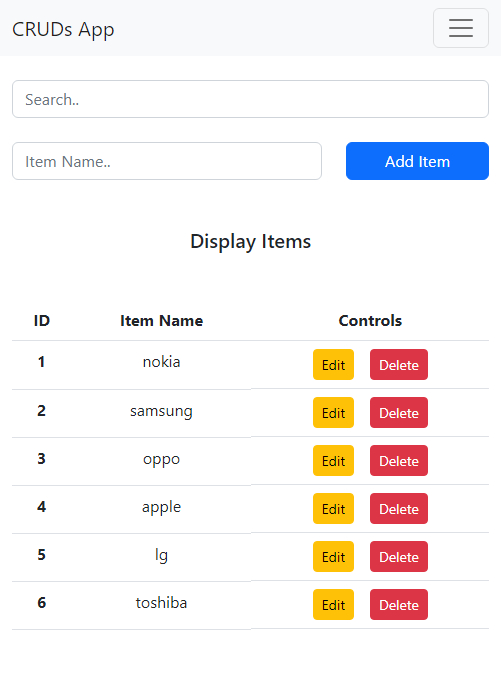 CRUDs App
Search..
Item Name.. Add Item
Display Items
ID Item Name Controls
1 nokia Edit Delete
2 samsung Edit Delete
3 oppo Edit Delete
4 apple Edit Delete
5 lg Edit Delete
6 toshiba Edit Delete